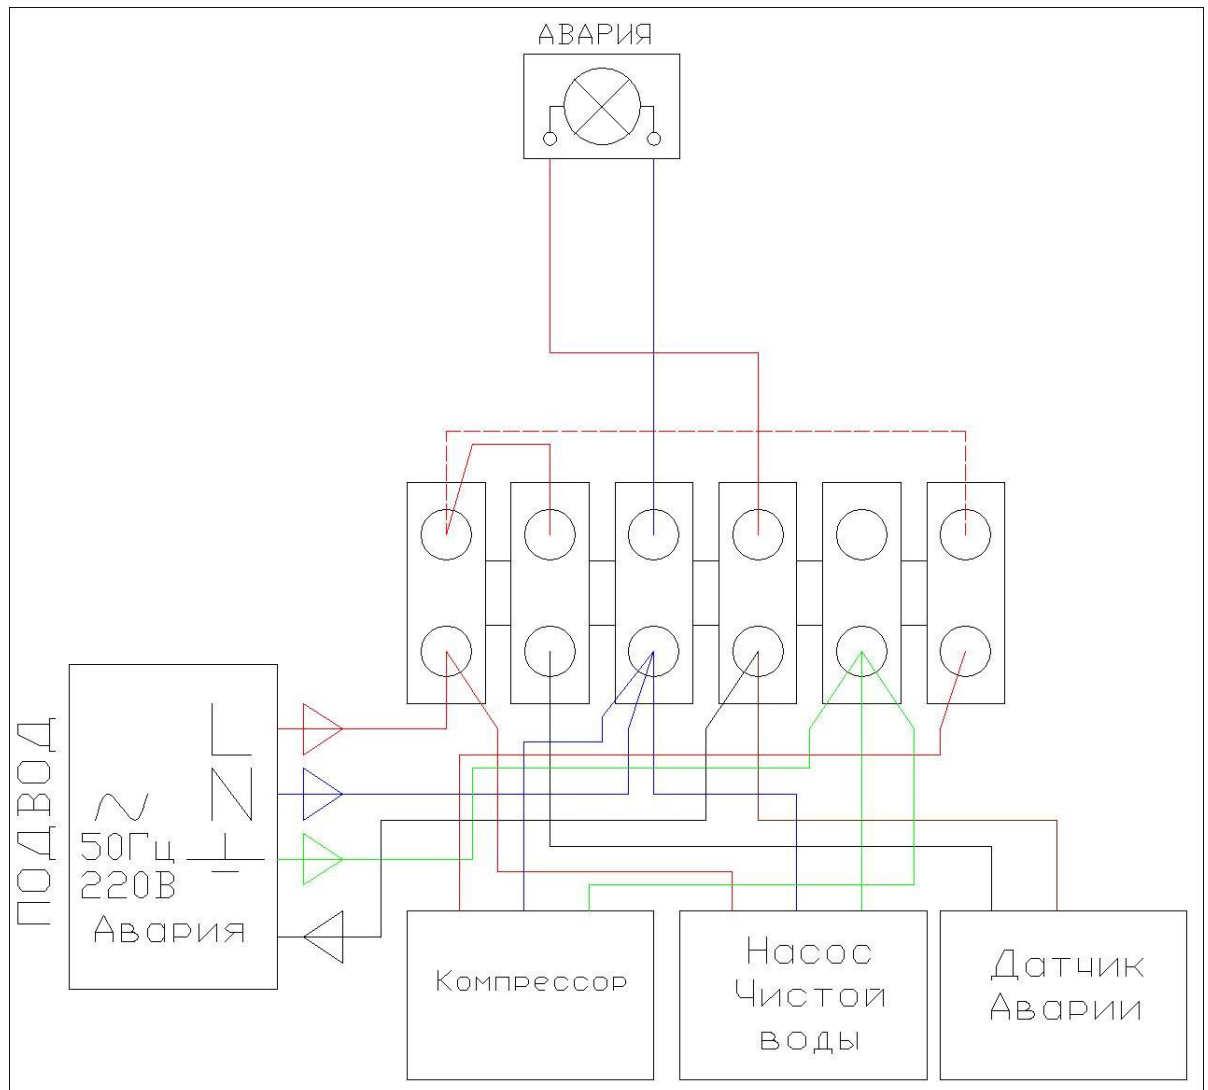 АВАРИЯ
ПОДВОД
L
N
50Гц
220В
Авария
Компрессор
Насос
Чистой
воды
Датчик
Аварии